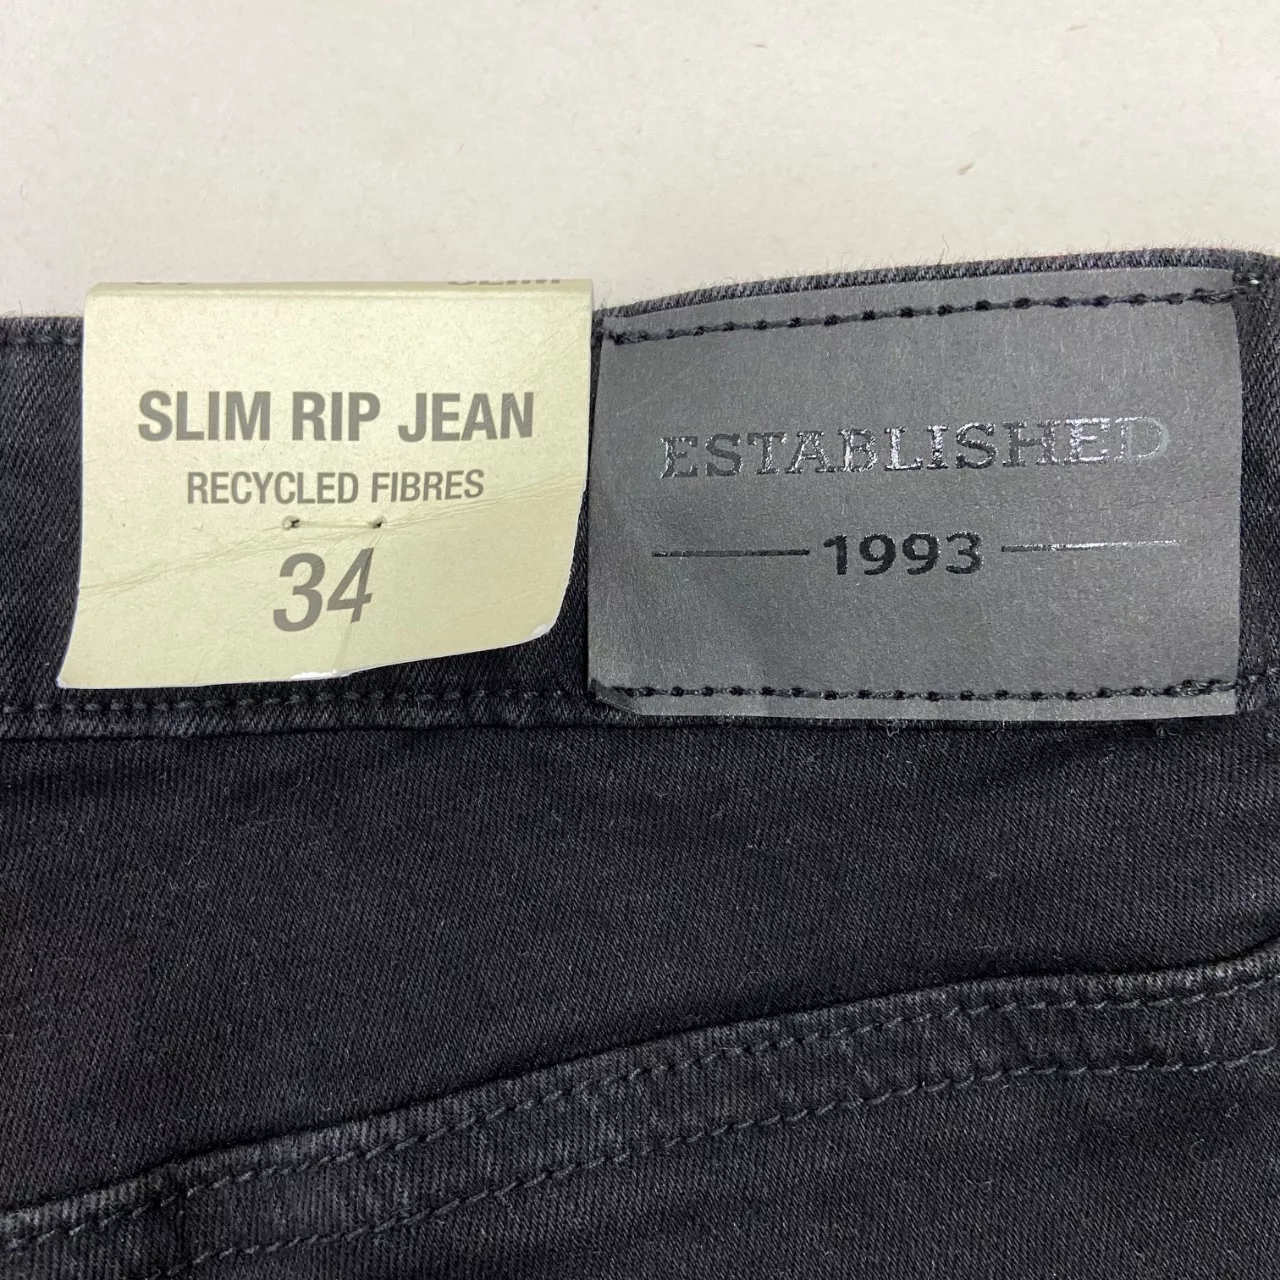 SLIM RIP JEAN
RECYCLED FIBRES
34
ESTABLISHED
1993